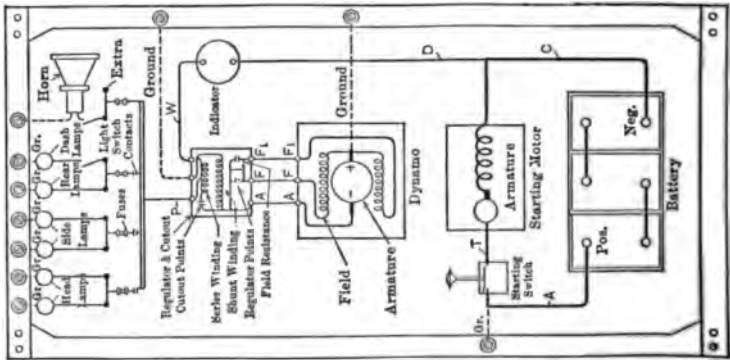 Horn
Extra
Ground
Gr.
Dash
Lamps
Light
Switch
Contacts
Gr.
Rear
Lamps
Fuses
Gr.
Gr.
Side
Lamps
Gr.
Gr.
Head
Lamps
W
Indicator
P
Regulator & Cutout
Cutout Points
Series Winding
Shunt Winding
Regulator Points
Field Resistance
F1
F
A
F1
F
A
Ground
Dynamo
+
-
Field
Armature
D
C
Armature
Starting Motor
T
Starting
Switch
Gr.
A
Neg.
Pos.
Battery